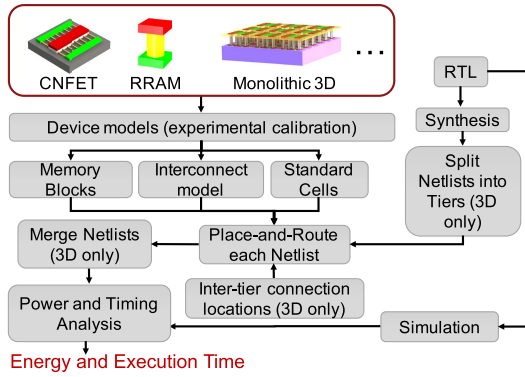 CNFET
RRAM
Monolithic 3D
...
RTL
Device models (experimental calibration)
Synthesis
Memory
Blocks
Interconnect
model
Standard
Cells
Split
Netlists into
Tiers (3D
only)
Merge Netlists
(3D only)
Place-and-Route
each Netlist
Inter-tier connection
locations (3D only)
Power and Timing
Analysis
Simulation
Energy and Execution Time